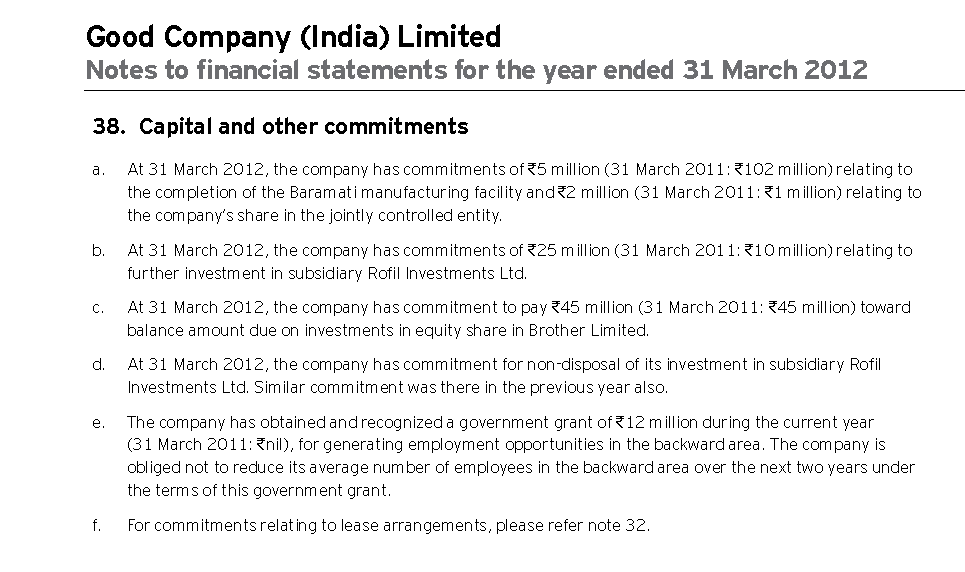 Good Company (India) Limited
Notes to financial statements for the year ended 31 March 2012
38. Capital and other commitments
a. At 31 March 2012, the company has commitments of ₹5 million (31 March 2011: ₹102 million) relating to
the completion of the Baramati manufacturing facility and ₹2 million (31 March 2011: ₹1 million) relating to
the company's share in the jointly controlled entity.
b. At 31 March 2012, the company has commitments of ₹25 million (31 March 2011: ₹10 million) relating to
further investment in subsidiary Rofil Investments Ltd.
c. At 31 March 2012, the company has commitment to pay ₹45 million (31 March 2011: ₹45 million) toward
balance amount due on investments in equity share in Brother Limited.
d. At 31 March 2012, the company has commitment for non-disposal of its investment in subsidiary Rofil
Investments Ltd. Similar commitment was there in the previous year also.
e. The company has obtained and recognized a government grant of ₹12 million during the current year
(31 March 2011: ₹nil), for generating employment opportunities in the backward area. The company is
obliged not to reduce its average number of employees in the backward area over the next two years under
the terms of this government grant.
f. For commitments relating to lease arrangements, please refer note 32.